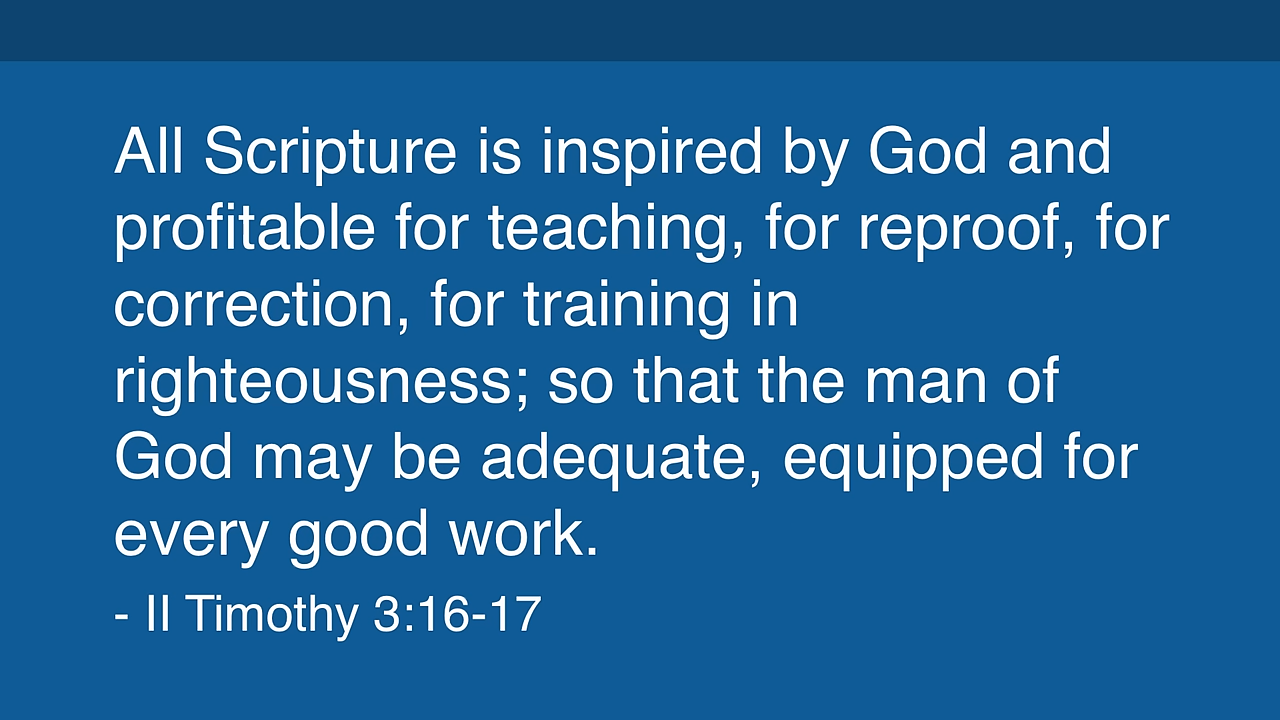 All Scripture is inspired by God and
profitable for teaching, for reproof, for
correction, for training in
righteousness; so that the man of
God may be adequate, equipped for
every good work.
- II Timothy 3:16-17